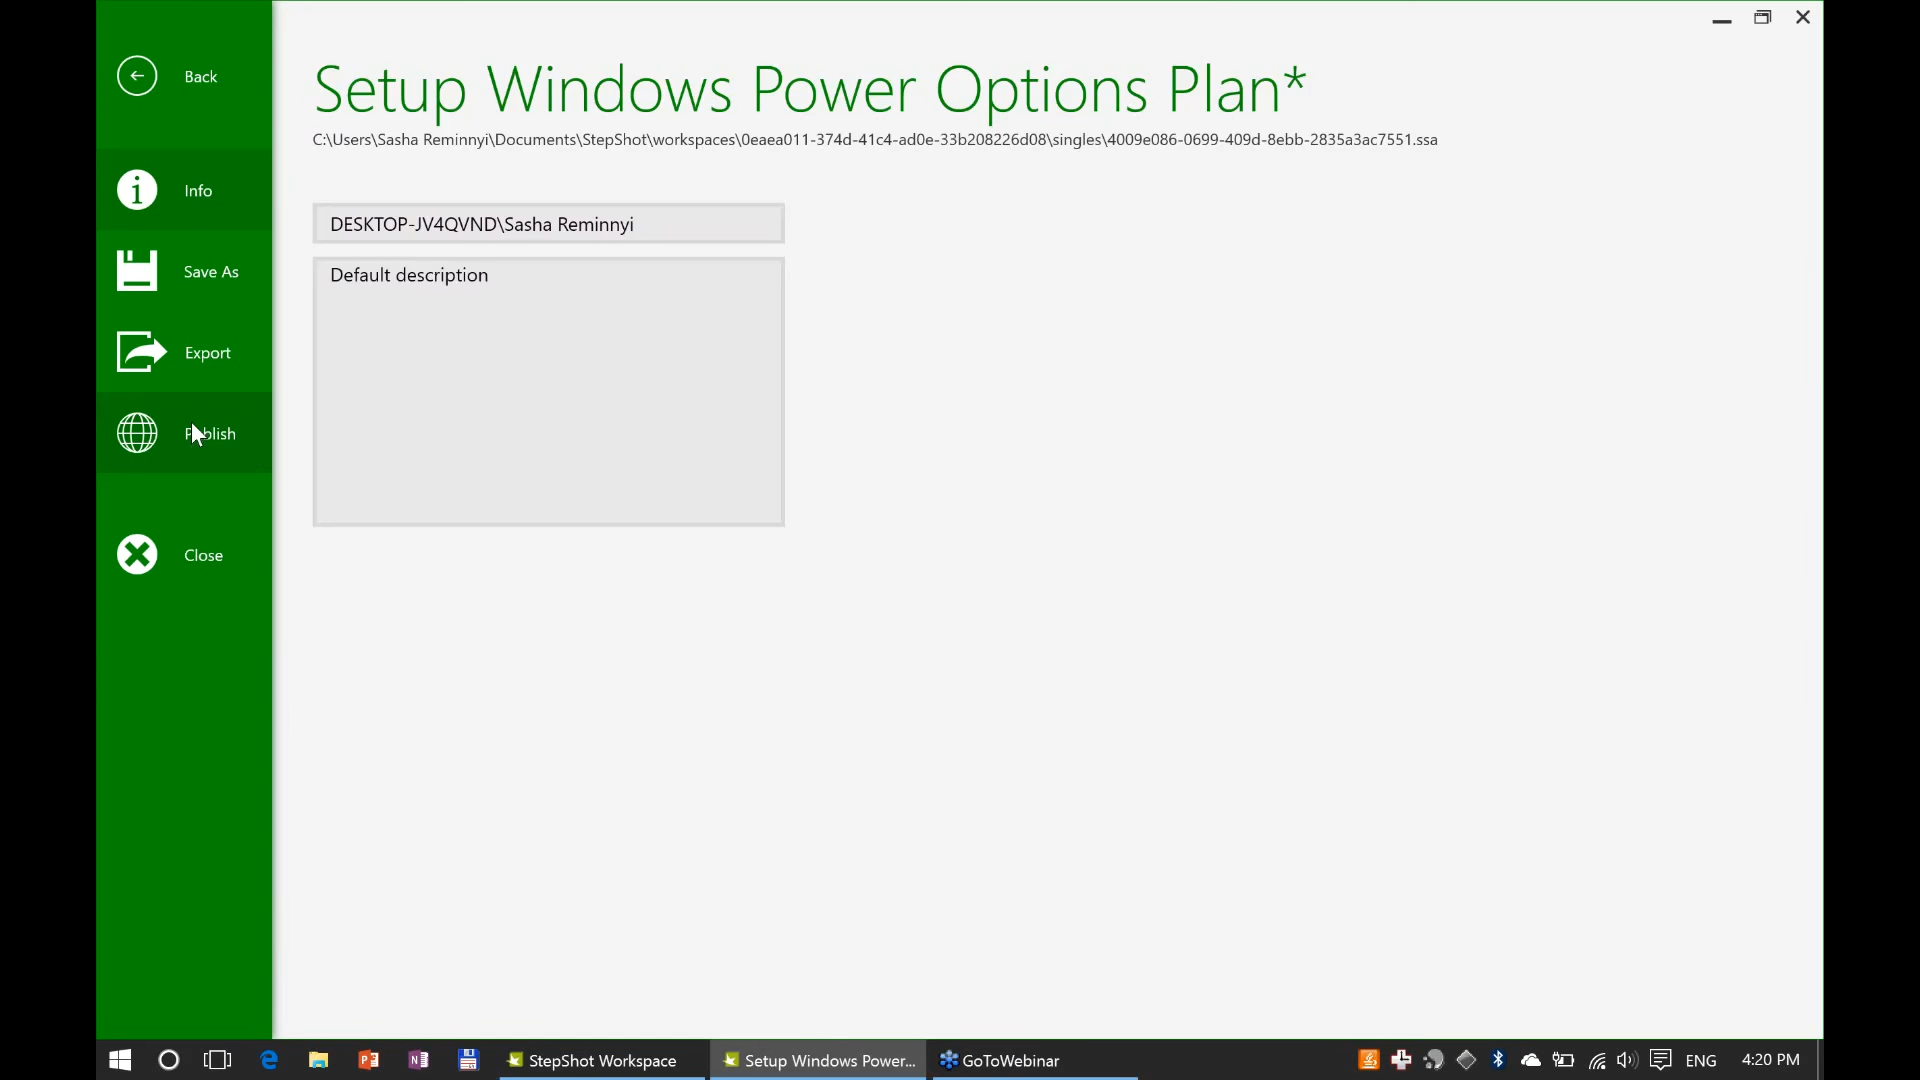 Back
Setup Windows Power Options Plan*
C:\Users\Sasha Reminnyi\Documents\StepShot\workspaces\0eaea011-374d-41c4-ad0e-33b208226d08\singles\4009e086-0699-409d-8ebb-2835a3ac7551.ssa
Info
DESKTOP-JV4QVND\Sasha Reminnyi
Save As
Default description
Export
Publish
Close
StepShot Workspace
Setup Windows Power...
GoToWebinar
ENG
4:20 PM